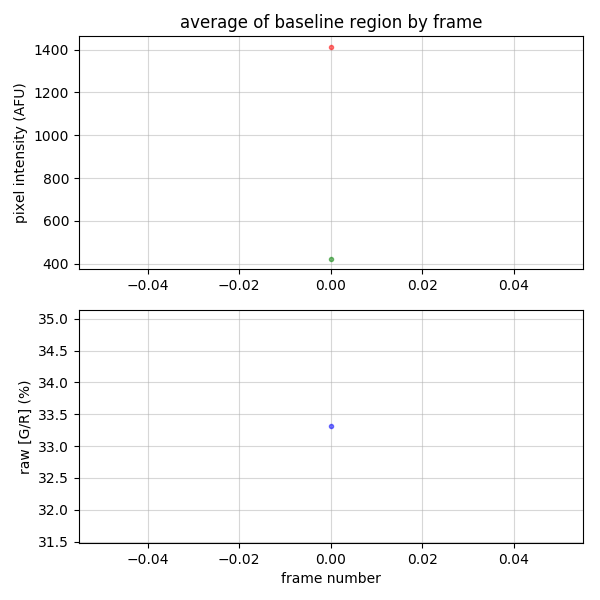 average of baseline region by frame
pixel intensity (AFU)
1400
1200
1000
800
600
400
−0.04 −0.02 0.00 0.02 0.04
raw [G/R] (%)
35.0
34.5
34.0
33.5
33.0
32.5
32.0
31.5
−0.04 −0.02 0.00 0.02 0.04
frame number